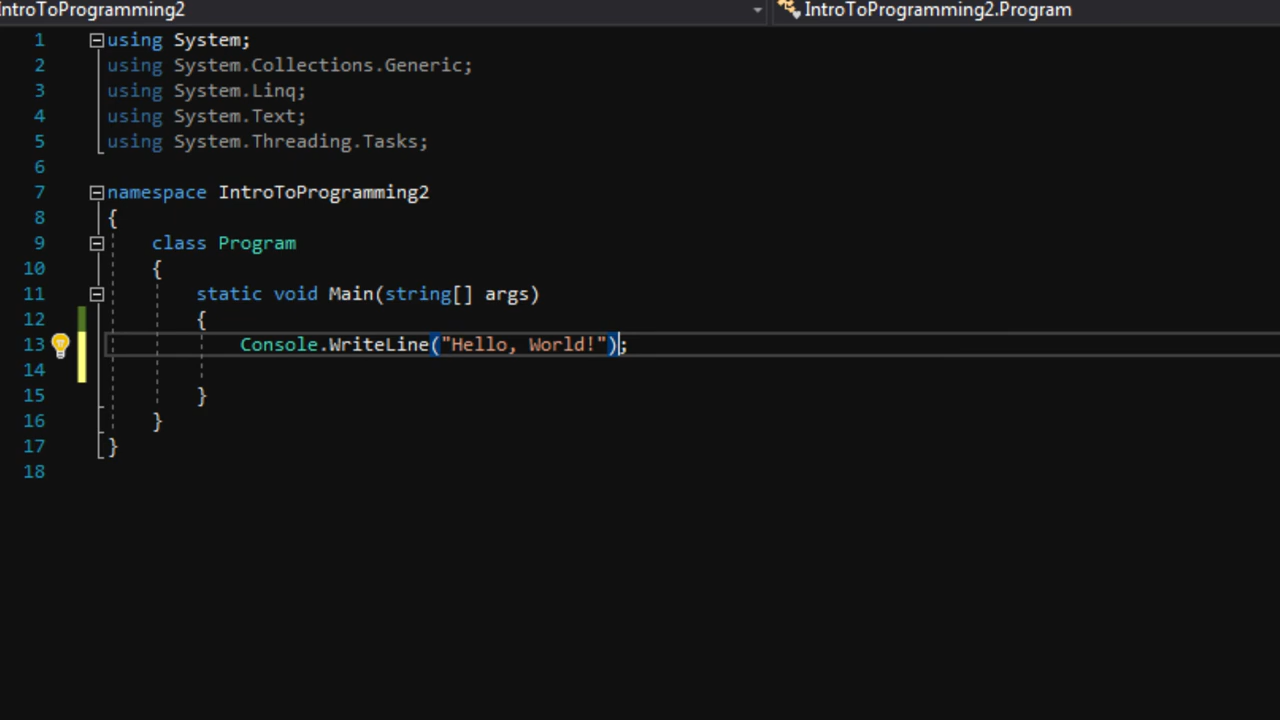 IntroToProgramming2 IntroToProgramming2.Program
1 using System;
2 using System.Collections.Generic;
3 using System.Linq;
4 using System.Text;
5 using System.Threading.Tasks;
6
7 namespace IntroToProgramming2
8 {
9 class Program
10 {
11 static void Main(string[] args)
12 {
13 Console.WriteLine("Hello, World!");
14
15 }
16 }
17 }
18